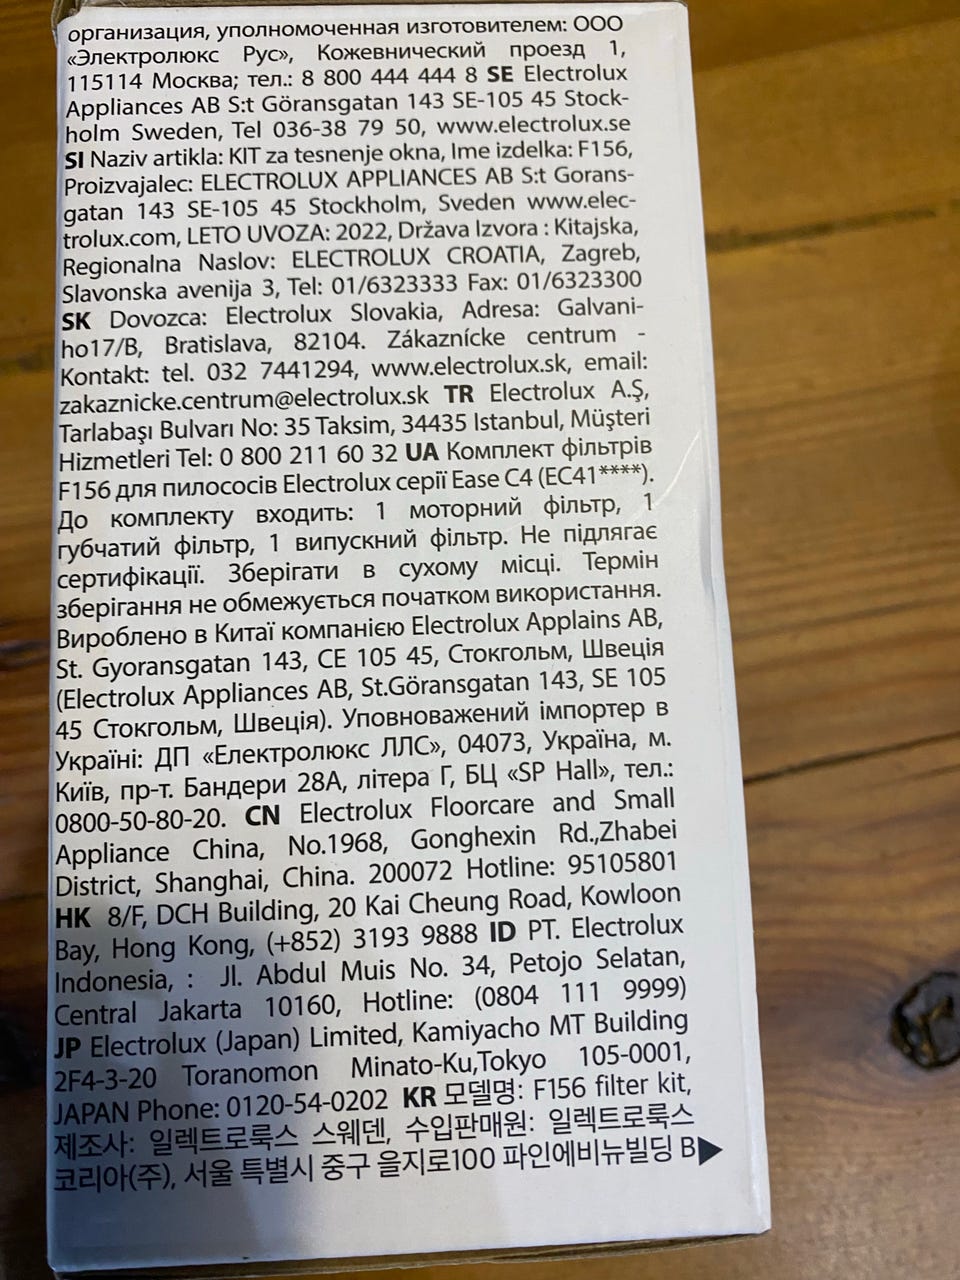 организация, уполномоченная изготовителем: ООО
«Электролюкс Рус», Кожевнический проезд 1,
115114 Москва; тел.: 8 800 444 444 8 SE Electrolux
Appliances AB S:t Göransgatan 143 SE-105 45 Stock-
holm Sweden, Tel 036-38 79 50, www.electrolux.se
SI Naziv artikla: KIT za tesnenje okna, Ime izdelka: F156,
Proizvajalec: ELECTROLUX APPLIANCES AB S:t Gorans-
gatan 143 SE-105 45 Stockholm, Sveden www.elec-
trolux.com, LETO UVOZA: 2022, Država Izvora : Kitajska,
Regionalna Naslov: ELECTROLUX CROATIA, Zagreb,
Slavonska avenija 3, Tel: 01/6323333 Fax: 01/6323300
SK Dovozca: Electrolux Slovakia, Adresa: Galvani-
ho17/B, Bratislava, 82104. Zákaznícke centrum -
Kontakt: tel. 032 7441294, www.electrolux.sk, email:
zakaznicke.centrum@electrolux.sk TR Electrolux A.Ş,
Tarlabaşı Bulvarı No: 35 Taksim, 34435 Istanbul, Müşteri
Hizmetleri Tel: 0 800 211 60 32 UA Комплект фільтрів
F156 для пилососів Electrolux серії Ease C4 (EC41****).
До комплекту входить: 1 моторний фільтр, 1
губчатий фільтр, 1 випускний фільтр. Не підлягає
сертифікації. Зберігати в сухому місці. Термін
зберігання не обмежується початком використання.
Вироблено в Китаї компанією Electrolux Applains AB,
St. Gyoransgatan 143, CE 105 45, Стокгольм, Швеція
(Electrolux Appliances AB, St.Göransgatan 143, SE 105
45 Стокгольм, Швеція). Уповноважений імпортер в
Україні: ДП «Електролюкс ЛЛС», 04073, Україна, м.
Київ, пр-т. Бандери 28А, літера Г, БЦ «SP Hall», тел.:
0800-50-80-20. CN Electrolux Floorcare and Small
Appliance China, No.1968, Gonghexin Rd.,Zhabei
District, Shanghai, China. 200072 Hotline: 95105801
HK 8/F, DCH Building, 20 Kai Cheung Road, Kowloon
Bay, Hong Kong, (+852) 3193 9888 ID PT. Electrolux
Indonesia, : Jl. Abdul Muis No. 34, Petojo Selatan,
Central Jakarta 10160, Hotline: (0804 111 9999)
JP Electrolux (Japan) Limited, Kamiyacho MT Building
2F4-3-20 Toranomon Minato-Ku,Tokyo 105-0001,
JAPAN Phone: 0120-54-0202 KR 모델명: F156 filter kit,
제조사: 일렉트로룩스 스웨덴, 수입판매원: 일렉트로룩스
코리아(주), 서울 특별시 중구 을지로100 파인에비뉴빌딩 B▶